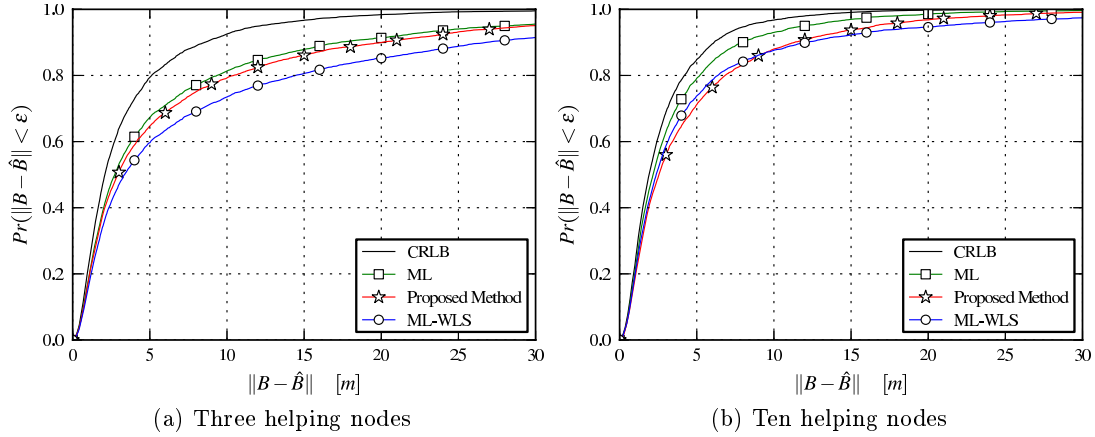 1.0
0.8
0.6
0.4
0.2
0.0
Pr(‖B − B̂‖ < ε)
0 5 10 15 20 25 30
‖B − B̂‖ [m]
CRLB
ML
Proposed Method
ML-WLS
(a) Three helping nodes
1.0
0.8
0.6
0.4
0.2
0.0
Pr(‖B − B̂‖ < ε)
0 5 10 15 20 25 30
‖B − B̂‖ [m]
CRLB
ML
Proposed Method
ML-WLS
(b) Ten helping nodes